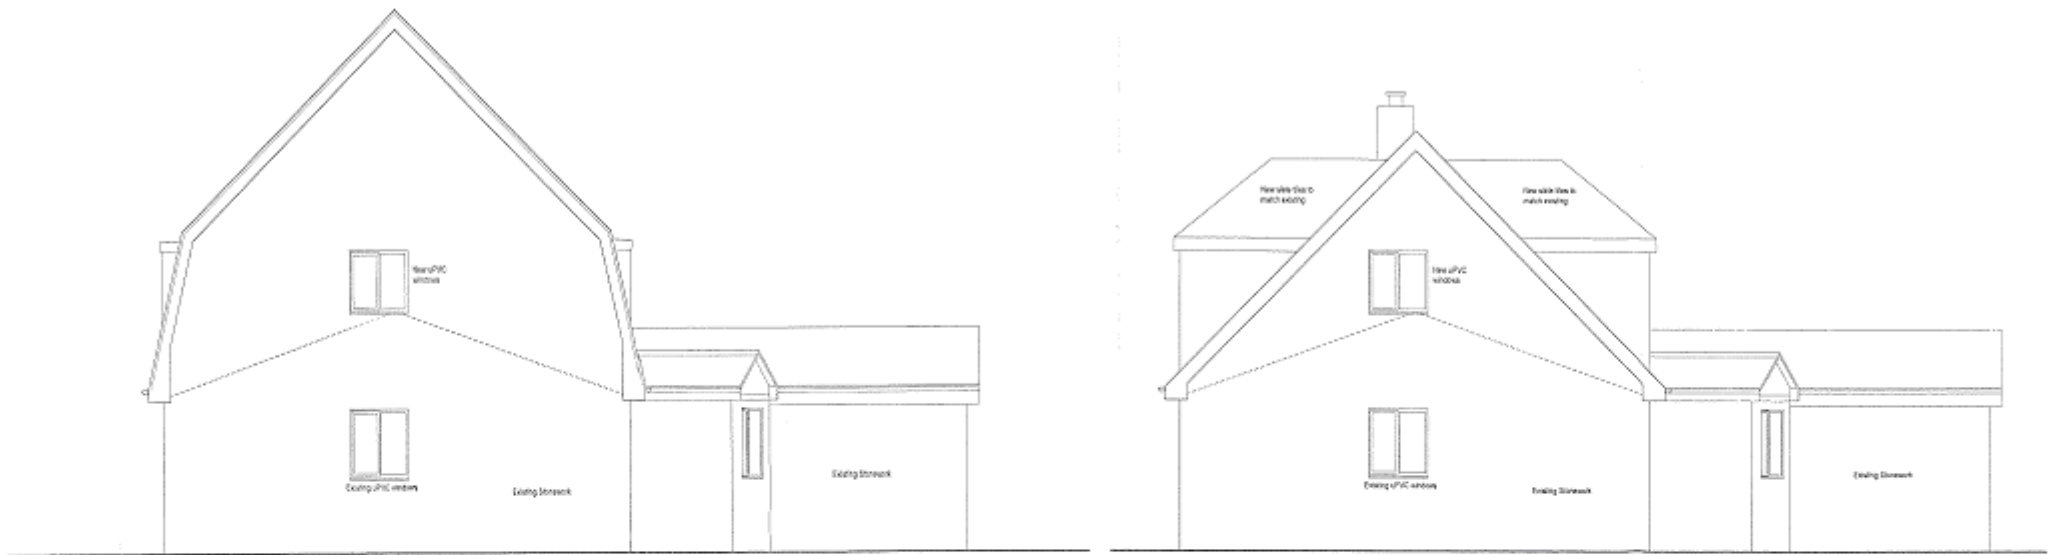 New uPVC
windows
Existing uPVC windows
Existing Stonework
Existing Stonework
New slate tiles to
match existing
New slate tiles to
match existing
New uPVC
windows
Existing uPVC windows
Existing Stonework
Existing Stonework